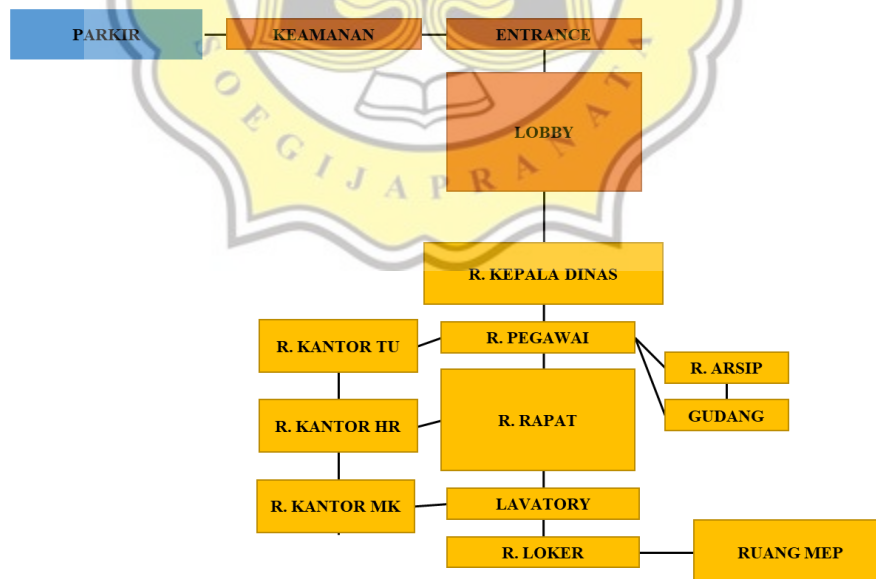 PARKIR
KEAMANAN
ENTRANCE
LOBBY
SOEGIJAPRANATA
R. KEPALA DINAS
R. KANTOR TU
R. PEGAWAI
R. ARSIP
R. KANTOR HR
R. RAPAT
GUDANG
R. KANTOR MK
LAVATORY
R. LOKER
RUANG MEP